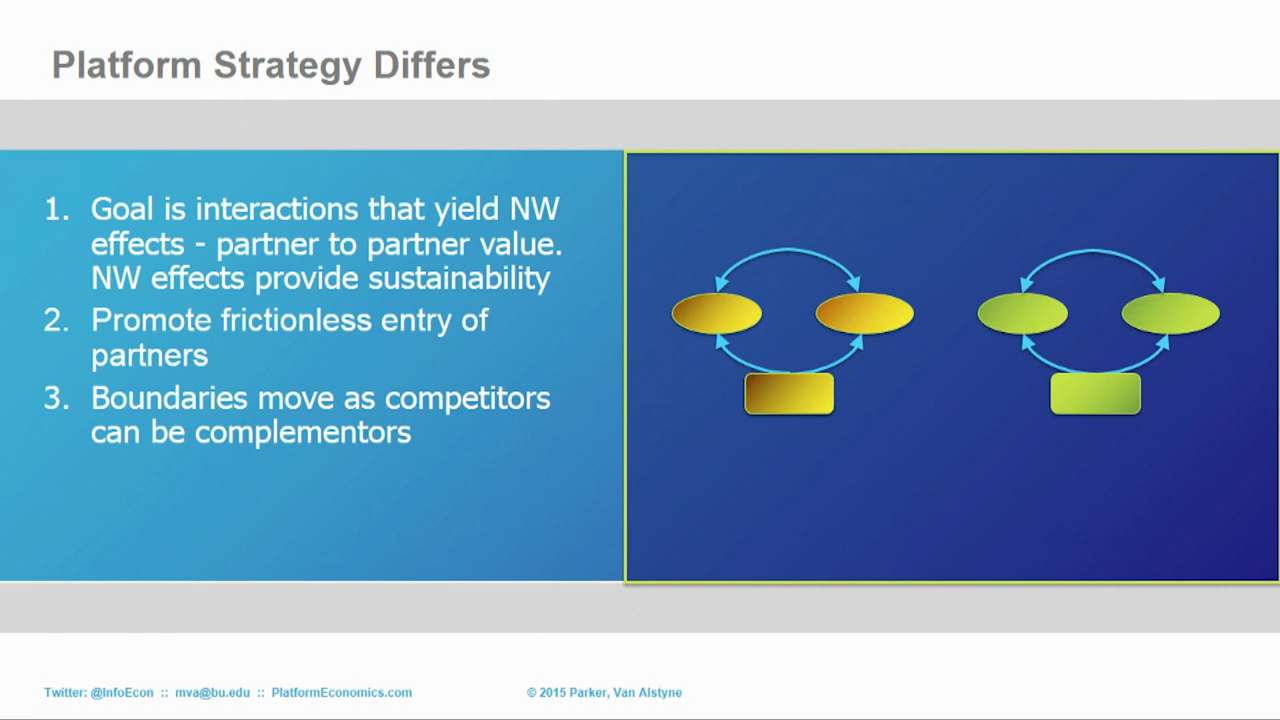 Platform Strategy Differs
1. Goal is interactions that yield NW
effects - partner to partner value.
NW effects provide sustainability
2. Promote frictionless entry of
partners
3. Boundaries move as competitors
can be complementors
Twitter: @InfoEcon :: mva@bu.edu :: PlatformEconomics.com
© 2015 Parker, Van Alstyne